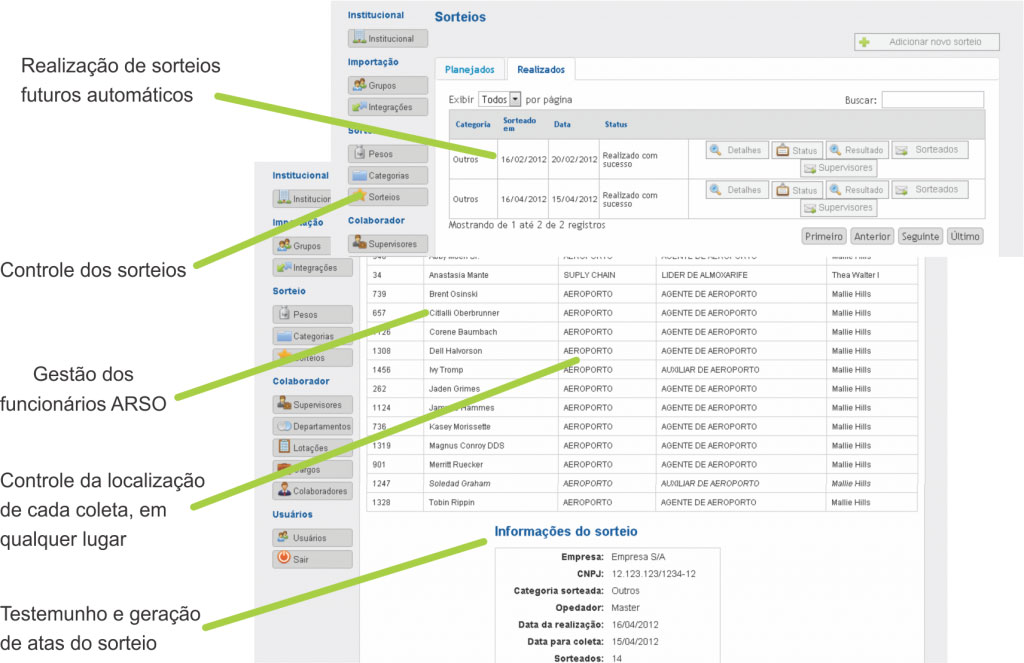 Realização de sorteios
futuros automáticos
Controle dos sorteios
Gestão dos
funcionários ARSO
Controle da localização
de cada coleta, em
qualquer lugar
Testemunho e geração
de atas do sorteio
Institucional
Institucional
Importação
Grupos
Integrações
Pesos
Categorias
Sorteios
Colaborador
Supervisores
Sorteios
Adicionar novo sorteio
Planejados Realizados
Exibir Todos por página Buscar:
Categoria Sorteado em Data Status
Outros 16/02/2012 20/02/2012 Realizado com sucesso Detalhes Status Resultado Sorteados
Supervisores
Outros 16/04/2012 15/04/2012 Realizado com sucesso Detalhes Status Resultado Sorteados
Supervisores
Mostrando de 1 até 2 de 2 registros
Primeiro Anterior Seguinte Último
Institucional
Institucior
Importação
Grupos
Integrações
Sorteio
Pesos
Categorias
Sorteios
Colaborador
Supervisores
Departamentos
Lotações
Cargos
Colaboradores
Usuários
Usuários
Sair
34 Anastasia Mante SUPLY CHAIN LIDER DE ALMOXARIFE Thea Walter I
739 Brent Osinski AEROPORTO AGENTE DE AEROPORTO Mallie Hills
657 Citlalli Oberbrunner AEROPORTO AGENTE DE AEROPORTO Mallie Hills
Corene Baumbach AEROPORTO AGENTE DE AEROPORTO Mallie Hills
1308 Dell Halvorson AEROPORTO AGENTE DE AEROPORTO Mallie Hills
1456 Ivy Tromp AEROPORTO AUXILIAR DE AEROPORTO Mallie Hills
262 Jaden Grimes AEROPORTO AGENTE DE AEROPORTO Mallie Hills
1124 Hammes AEROPORTO AGENTE DE AEROPORTO Mallie Hills
736 Kasey Morissette AEROPORTO AGENTE DE AEROPORTO Mallie Hills
1319 Magnus Conroy DDS AEROPORTO AGENTE DE AEROPORTO Mallie Hills
901 Merritt Ruecker AEROPORTO AGENTE DE AEROPORTO Mallie Hills
1247 Soledad Graham AEROPORTO AUXILIAR DE AEROPORTO Mallie Hills
1328 Tobin Rippin AEROPORTO AGENTE DE AEROPORTO Mallie Hills
Informações do sorteio
Empresa: Empresa S/A
CNPJ: 12.123.123/1234-12
Categoria sorteada: Outros
Opedador: Master
Data da realização: 16/04/2012
Data para coleta: 15/04/2012
Sorteados: 14